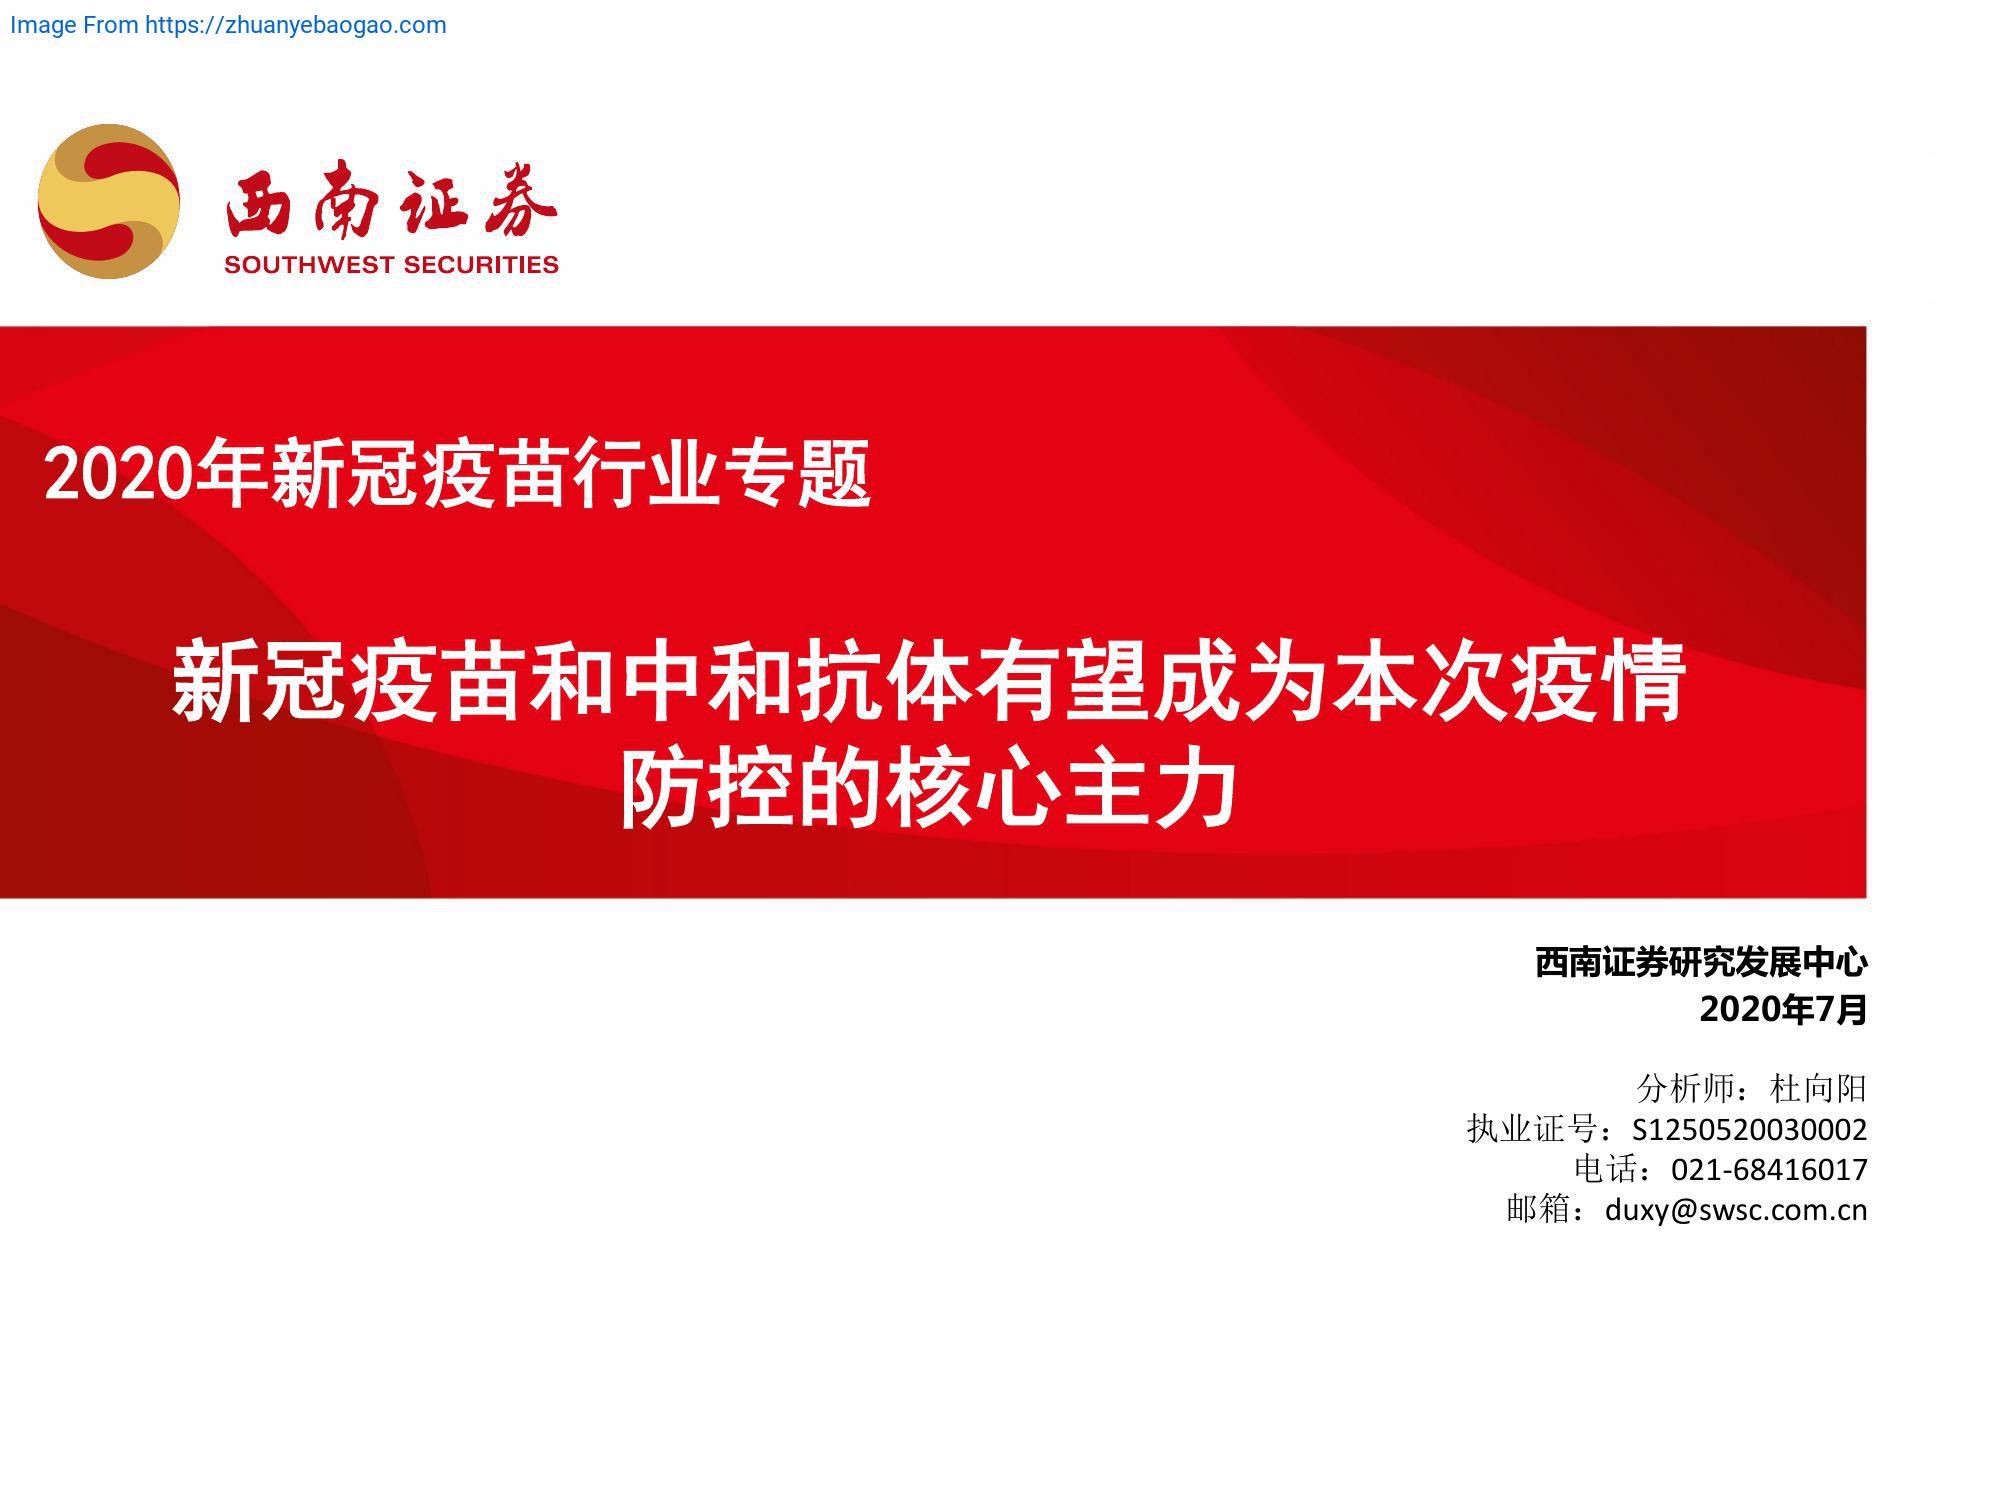 Image From https://zhuanyebaogao.com
西南证券
SOUTHWEST SECURITIES
2020年新冠疫苗行业专题
新冠疫苗和中和抗体有望成为本次疫情
防控的核心主力
西南证券研究发展中心
2020年7月
分析师：杜向阳
执业证号：S1250520030002
电话：021-68416017
邮箱：duxy@swsc.com.cn